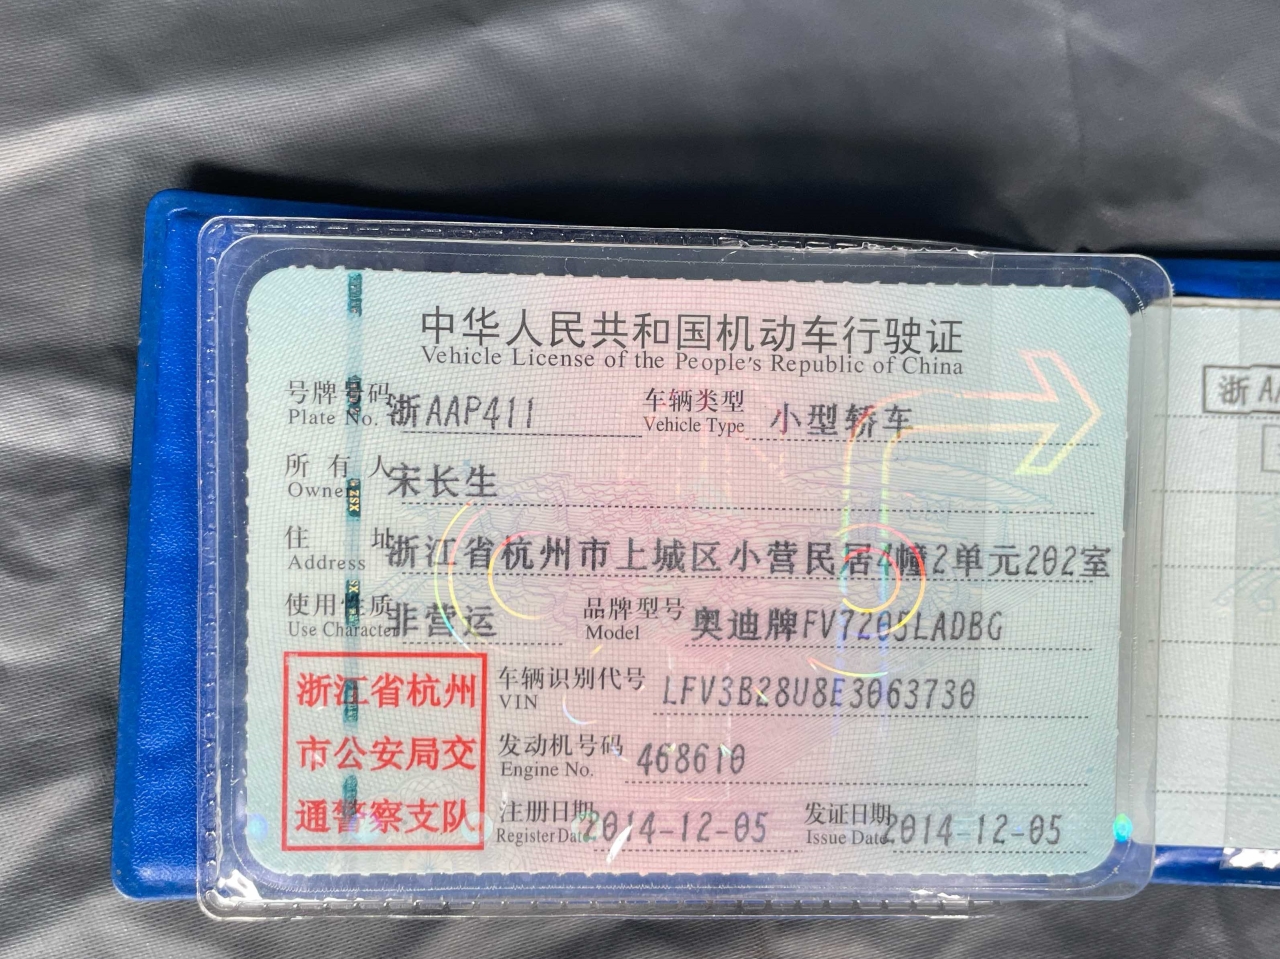 中华人民共和国机动车行驶证
Vehicle License of the People's Republic of China
号牌号码 浙AAP411 车辆类型 小型轿车
Plate No. Vehicle Type
所有人 宋长生
Owner
住址 浙江省杭州市上城区小营民居4幢2单元202室
Address
使用性质 非营运 品牌型号 奥迪牌FV7205LADBG
Use Character Model
浙江省杭州
市公安局交
通警察支队
车辆识别代号 LFV3B28U8E3063730
VIN
发动机号码 468610
Engine No.
注册日期 2014-12-05 发证日期 2014-12-05
Register Date Issue Date
浙A